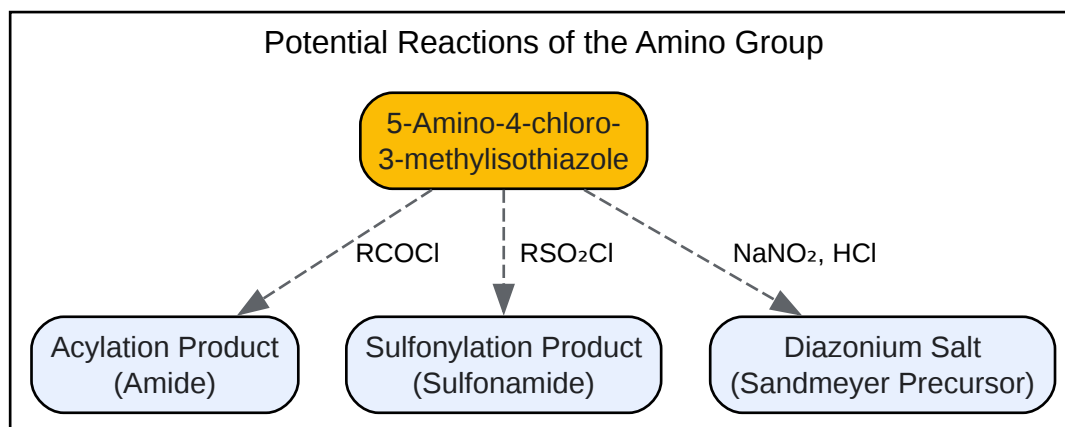 Potential Reactions of the Amino Group
5-Amino-4-chloro-
3-methylisothiazole
RCOCl
RSO₂Cl
NaNO₂, HCl
Acylation Product
(Amide)
Sulfonylation Product
(Sulfonamide)
Diazonium Salt
(Sandmeyer Precursor)